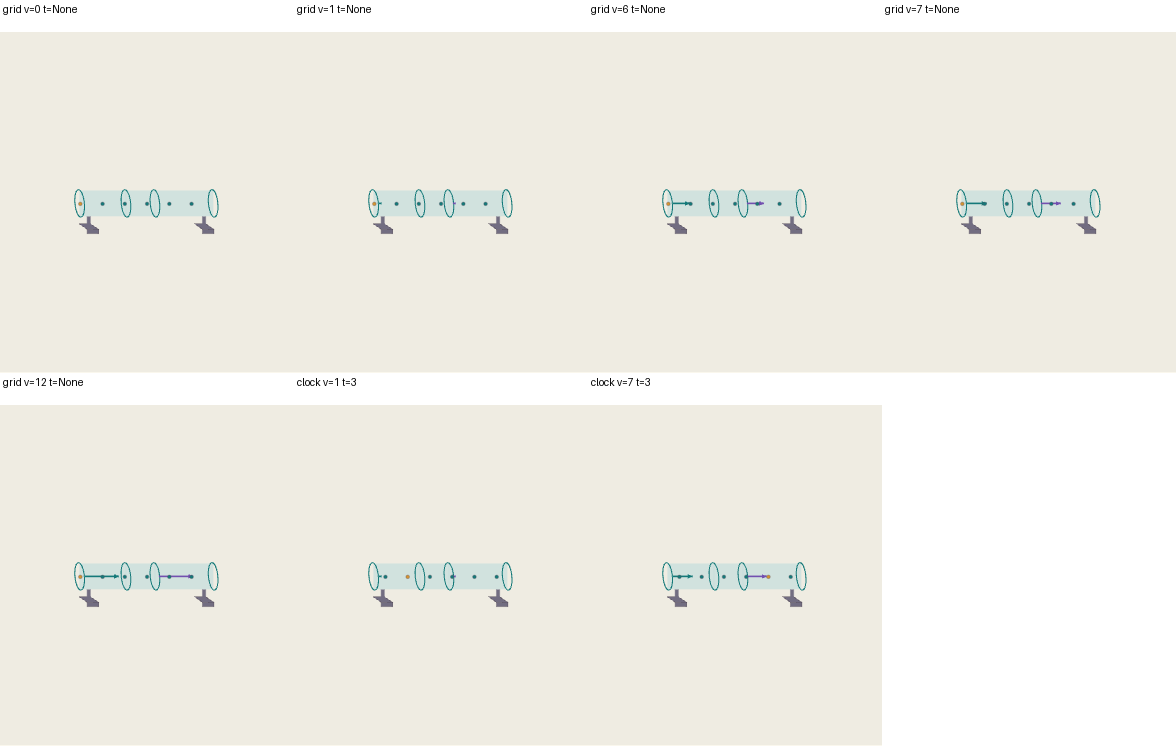 grid v=0 t=None
grid v=1 t=None
grid v=6 t=None
grid v=7 t=None
grid v=12 t=None
clock v=1 t=3
clock v=7 t=3